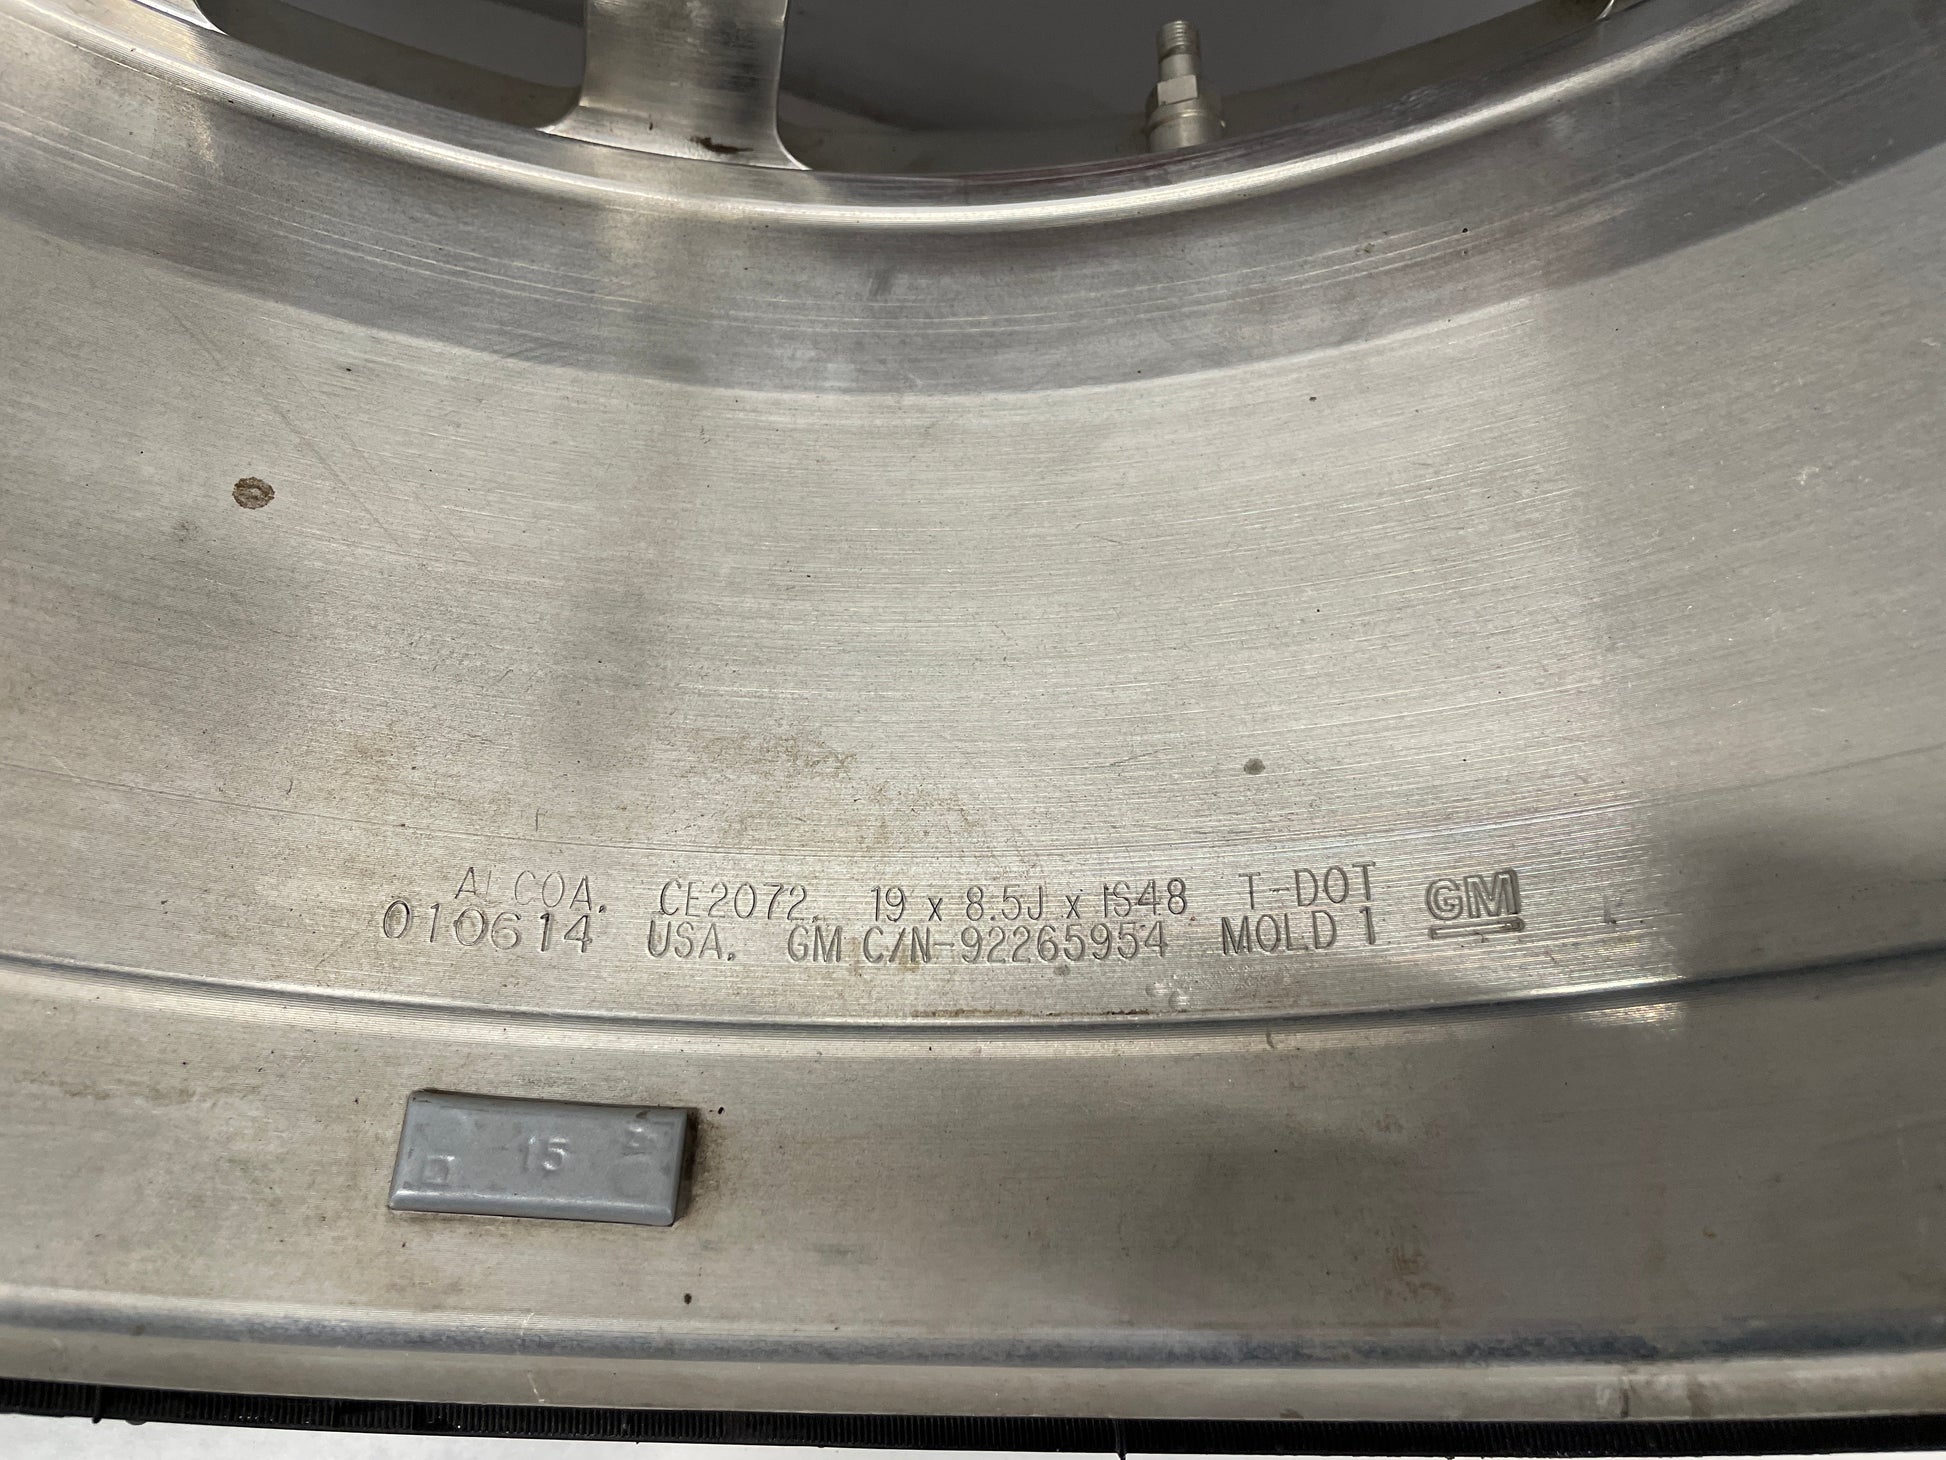 ALCOA. CE2072. 19 x 8.5J x IS48. T-DOT
010614 USA. GM C/N-92265954 MOLD 1
GM
15